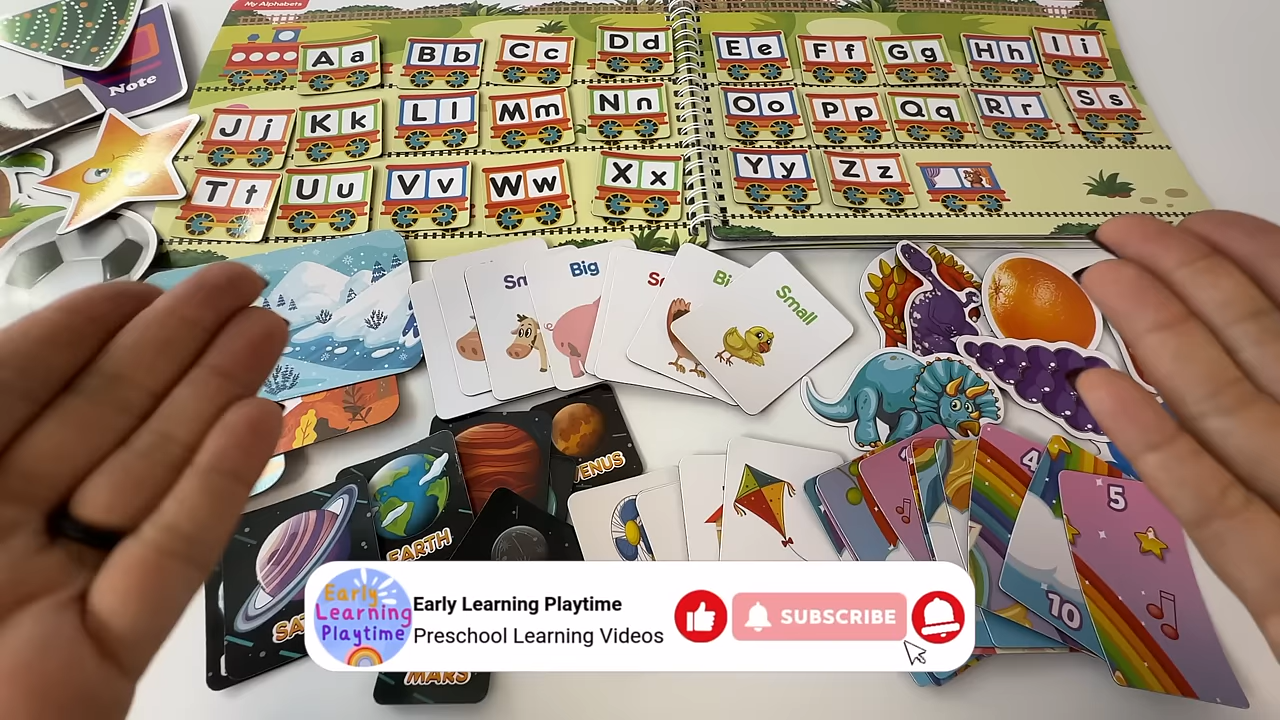 My Alphabets
Note
Aa
Bb
Cc
Dd
Ee
Ff
Gg
Hh
Ii
Jj
Kk
Ll
Mm
Nn
Oo
Pp
Qq
Rr
Ss
Tt
Uu
Vv
Ww
Xx
Yy
Zz
Big
Small
VENUS
EARTH
MARS
4
5
10
Early
Learning
Playtime
Early Learning Playtime
Preschool Learning Videos
SUBSCRIBE